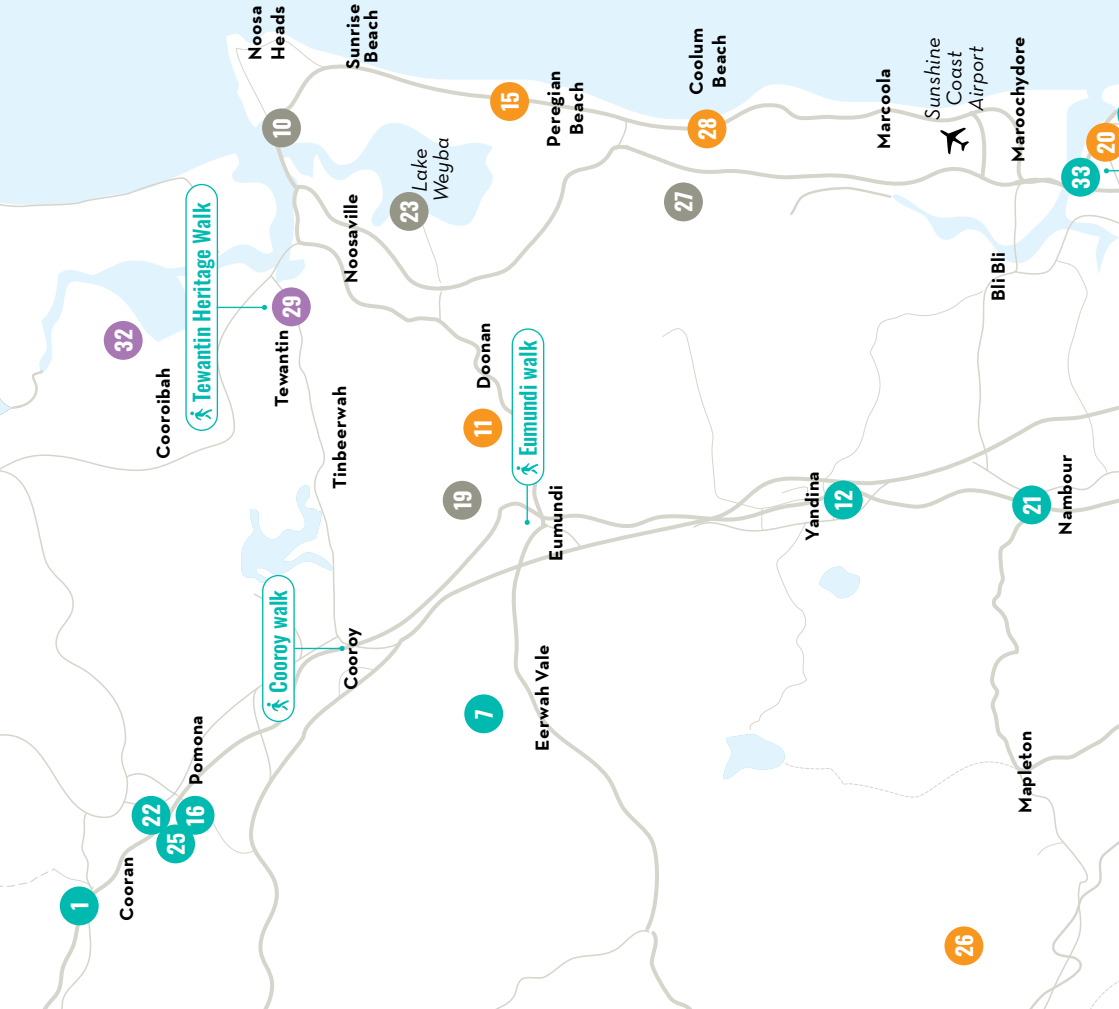 Noosa
Heads
Sunrise
Beach
10
15
Peregian
Beach
Coolum
Beach
28
Marcoola
Sunshine
Coast
Airport
Maroochydore
20
33
Lake
Weyba
23
27
Noosaville
Tewantin Heritage Walk
29
Tewantin
32
Cooroibah
Tinbeerwah
Doonan
11
Eumundi walk
19
Eumundi
Bli Bli
Yandina
12
21
Nambour
Cooroy walk
Cooroy
7
Eerwah Vale
Pomona
22
16
25
Cooran
1
Mapleton
26